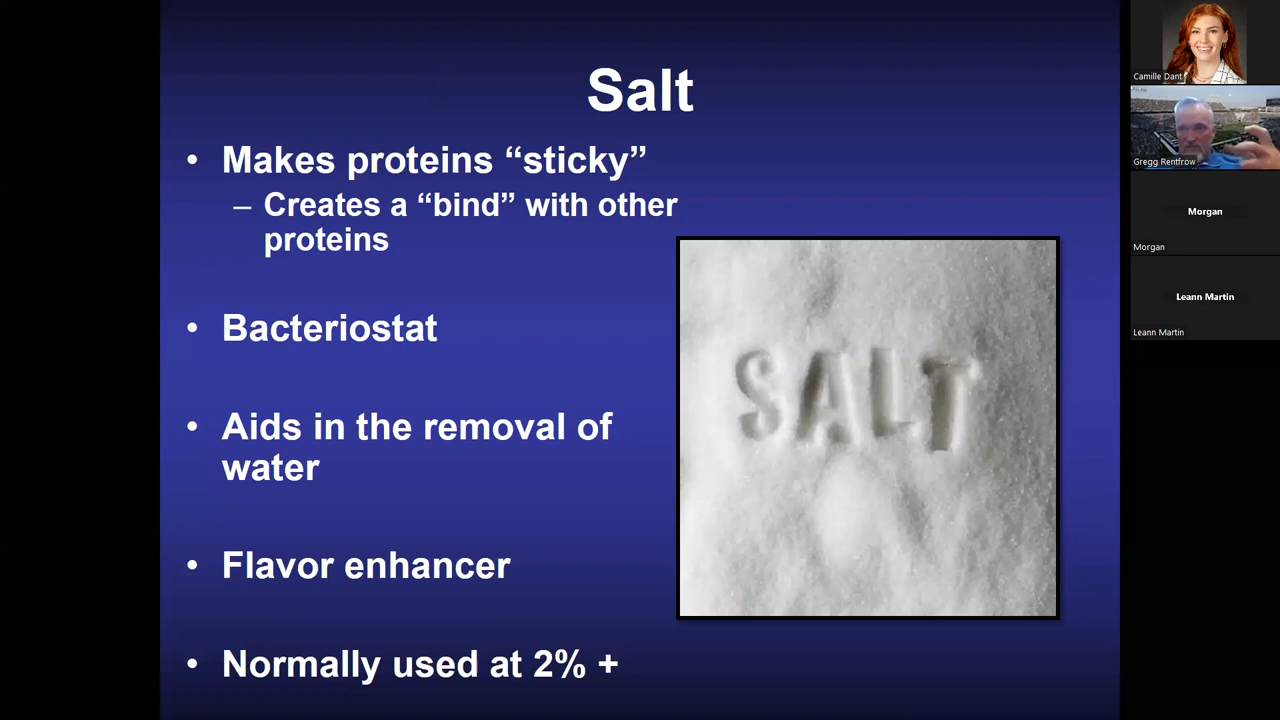 Salt
• Makes proteins “sticky”
– Creates a “bind” with other
proteins
• Bacteriostat
• Aids in the removal of
water
• Flavor enhancer
• Normally used at 2% +
SALT
Camille Dant
Gregg Rentfrow
Morgan
Morgan
Leann Martin
Leann Martin